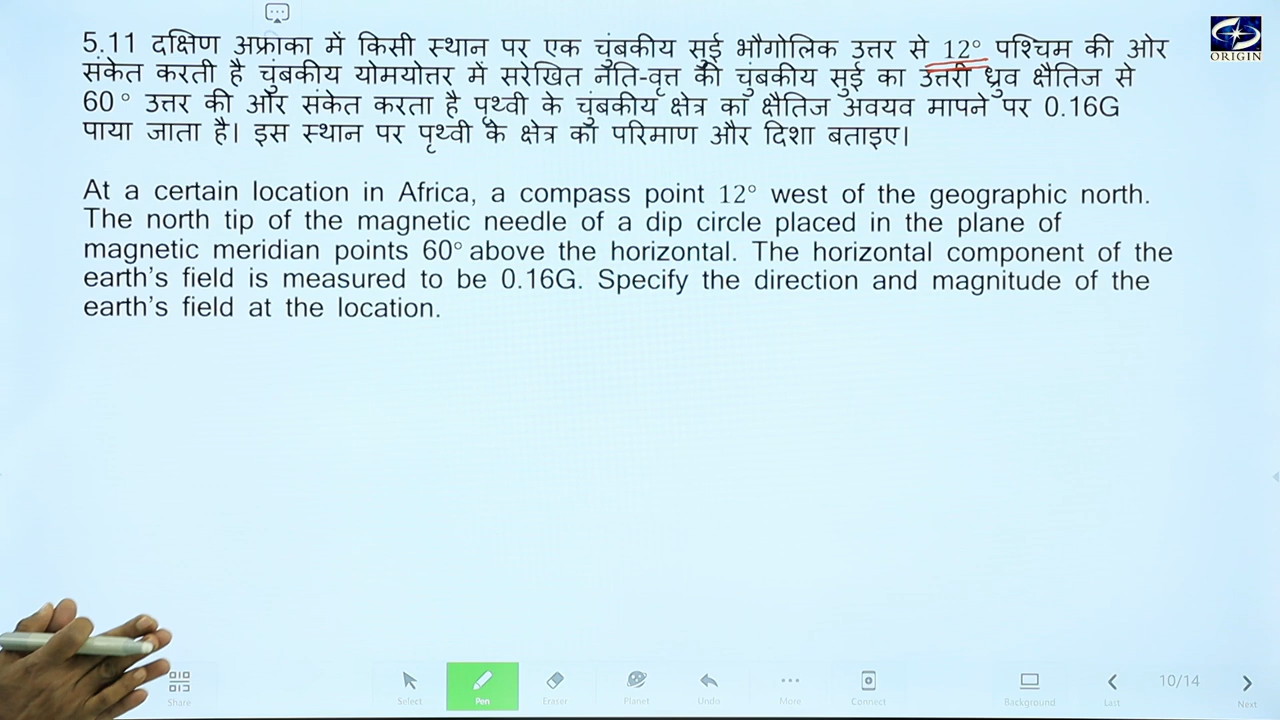 5.11 दक्षिण अफ्राका में किसी स्थान पर एक चुंबकीय सुई भौगोलिक उत्तर से 12° पश्चिम की ओर
संकेत करती है चुंबकीय योमयोत्तर में सरेखित नति-वृत्त की चुंबकीय सुई का उत्तरी ध्रुव क्षैतिज से
60° उत्तर की ओर संकेत करता है पृथ्वी के चुंबकीय क्षेत्र का क्षैतिज अवयव मापने पर 0.16G
पाया जाता है। इस स्थान पर पृथ्वी के क्षेत्र का परिमाण और दिशा बताइए।
At a certain location in Africa, a compass point 12° west of the geographic north.
The north tip of the magnetic needle of a dip circle placed in the plane of
magnetic meridian points 60° above the horizontal. The horizontal component of the
earth's field is measured to be 0.16G. Specify the direction and magnitude of the
earth's field at the location.
ORIGIN
Share
Select
Pen
Eraser
Planet
Undo
More
Connect
Background
Last
10/14
Next